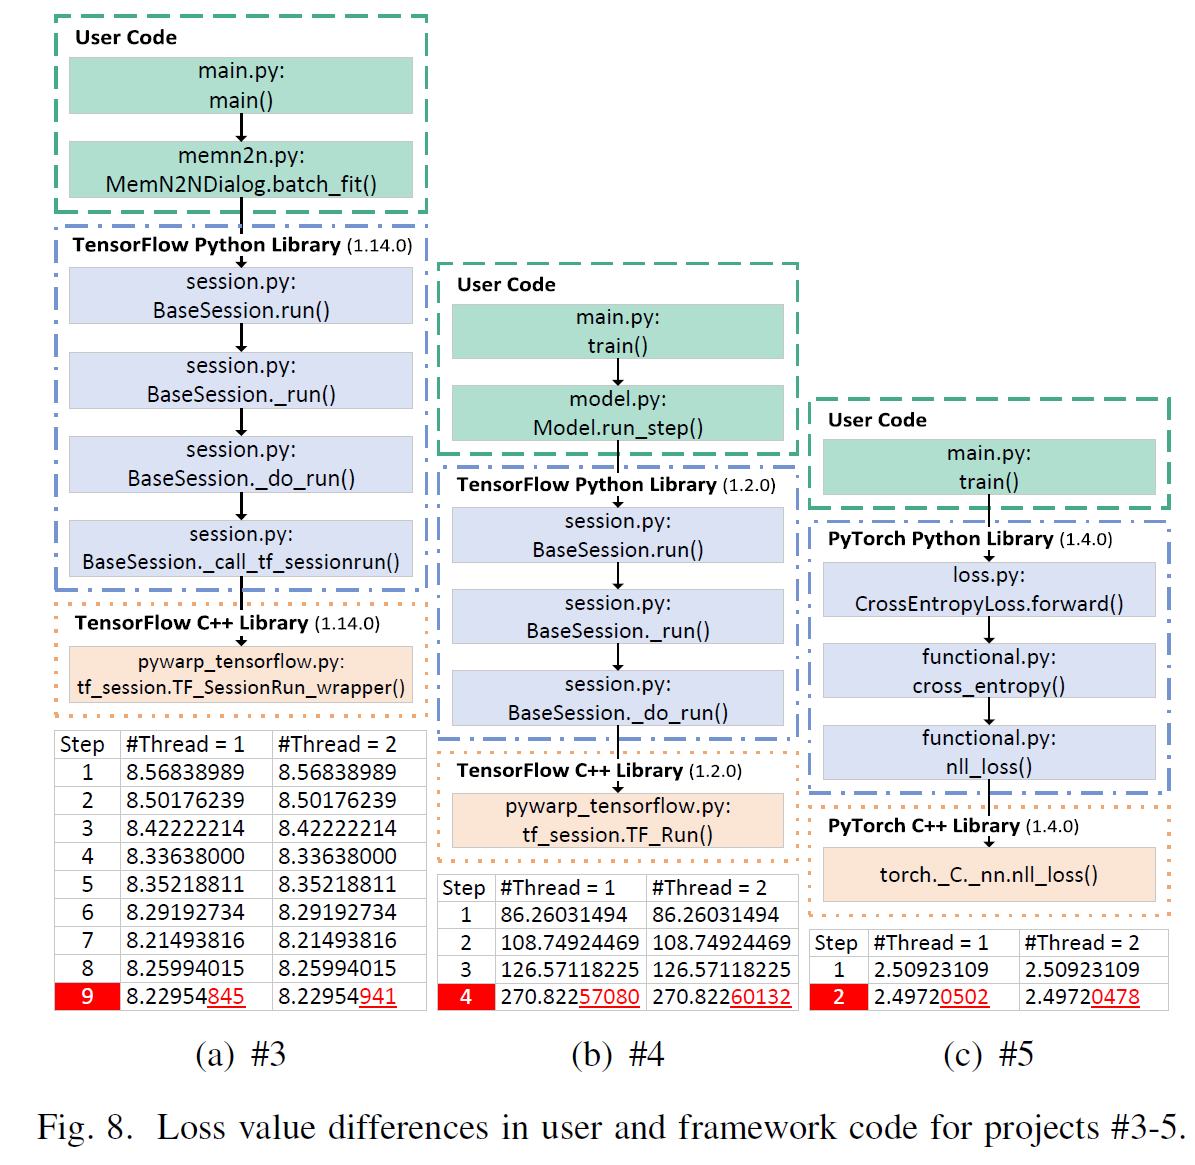 User Code
main.py:
main()
memn2n.py:
MemN2NDialog.batch_fit()
TensorFlow Python Library (1.14.0)
session.py:
BaseSession.run()
session.py:
BaseSession._run()
session.py:
BaseSession._do_run()
session.py:
BaseSession._call_tf_sessionrun()
TensorFlow C++ Library (1.14.0)
pywarp_tensorflow.py:
tf_session.TF_SessionRun_wrapper()
Step #Thread = 1 #Thread = 2
1 8.56838989 8.56838989
2 8.50176239 8.50176239
3 8.42222214 8.42222214
4 8.33638000 8.33638000
5 8.35218811 8.35218811
6 8.29192734 8.29192734
7 8.21493816 8.21493816
8 8.25994015 8.25994015
9 8.22954845 8.22954941
(a) #3
User Code
main.py:
train()
model.py:
Model.run_step()
TensorFlow Python Library (1.2.0)
session.py:
BaseSession.run()
session.py:
BaseSession._run()
session.py:
BaseSession._do_run()
TensorFlow C++ Library (1.2.0)
pywarp_tensorflow.py:
tf_session.TF_Run()
Step #Thread = 1 #Thread = 2
1 86.26031494 86.26031494
2 108.74924469 108.74924469
3 126.57118225 126.57118225
4 270.82257080 270.82260132
(b) #4
User Code
main.py:
train()
PyTorch Python Library (1.4.0)
loss.py:
CrossEntropyLoss.forward()
functional.py:
cross_entropy()
functional.py:
nll_loss()
PyTorch C++ Library (1.4.0)
torch._C._nn.nll_loss()
Step #Thread = 1 #Thread = 2
1 2.50923109 2.50923109
2 2.49720502 2.49720478
(c) #5
Fig. 8. Loss value differences in user and framework code for projects #3-5.